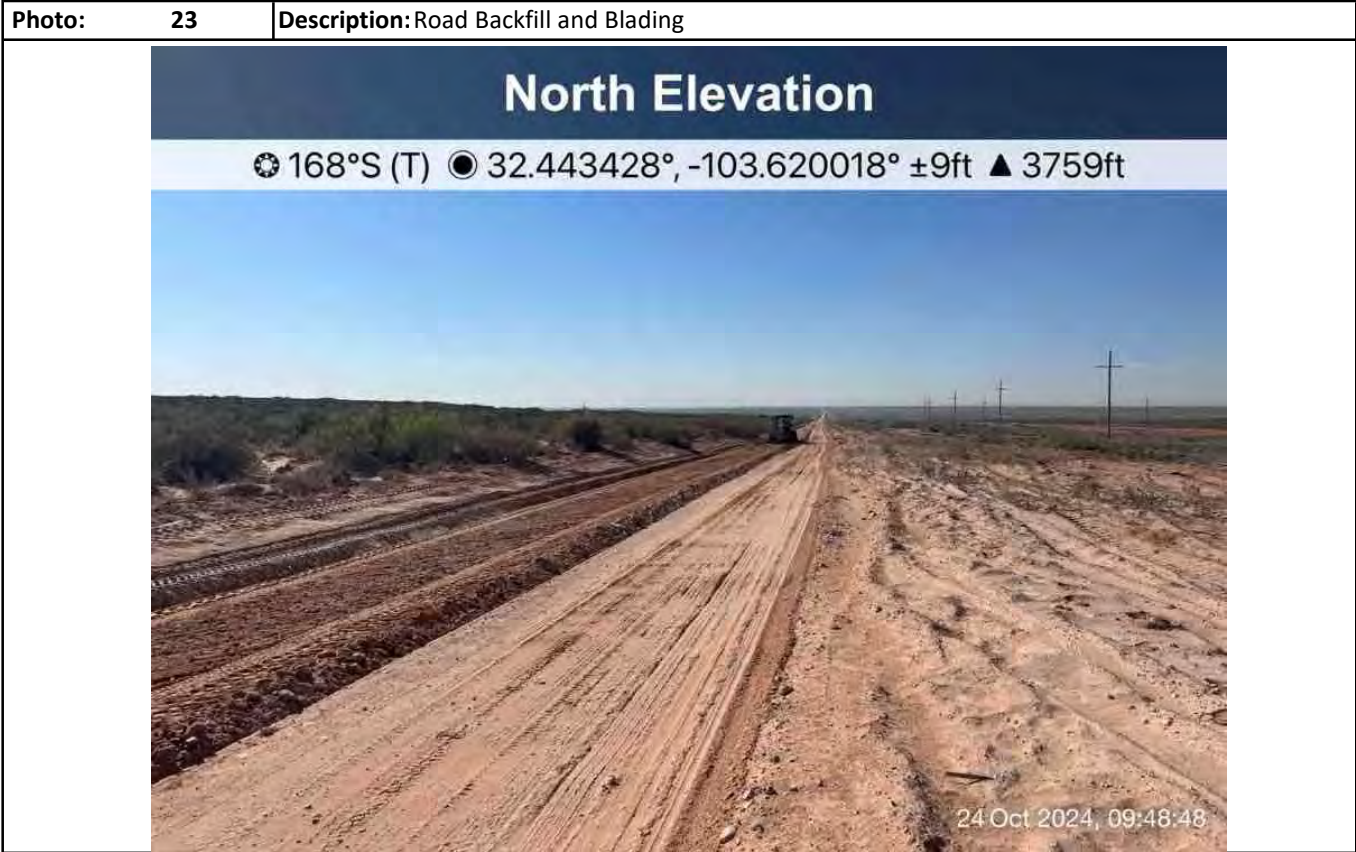 Photo: 23 Description: Road Backfill and Blading
North Elevation
168°S (T) 32.443428°, -103.620018° ±9ft ▲ 3759ft
24 Oct 2024, 09:48:48